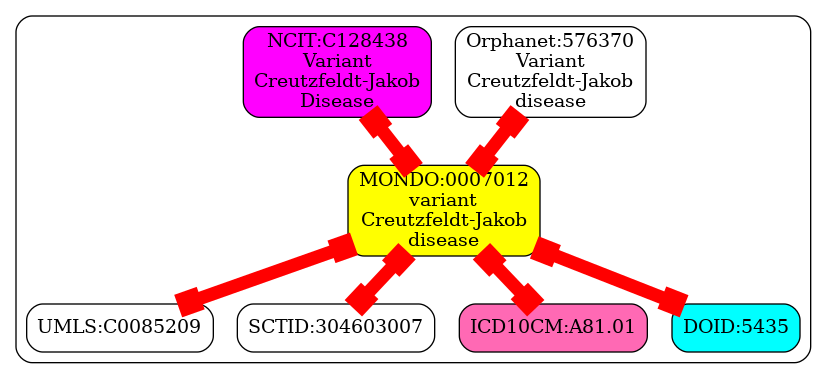 NCIT:C128438
Variant
Creutzfeldt-Jakob
Disease
Orphanet:576370
Variant
Creutzfeldt-Jakob
disease
MONDO:0007012
variant
Creutzfeldt-Jakob
disease
UMLS:C0085209
SCTID:304603007
ICD10CM:A81.01
DOID:5435